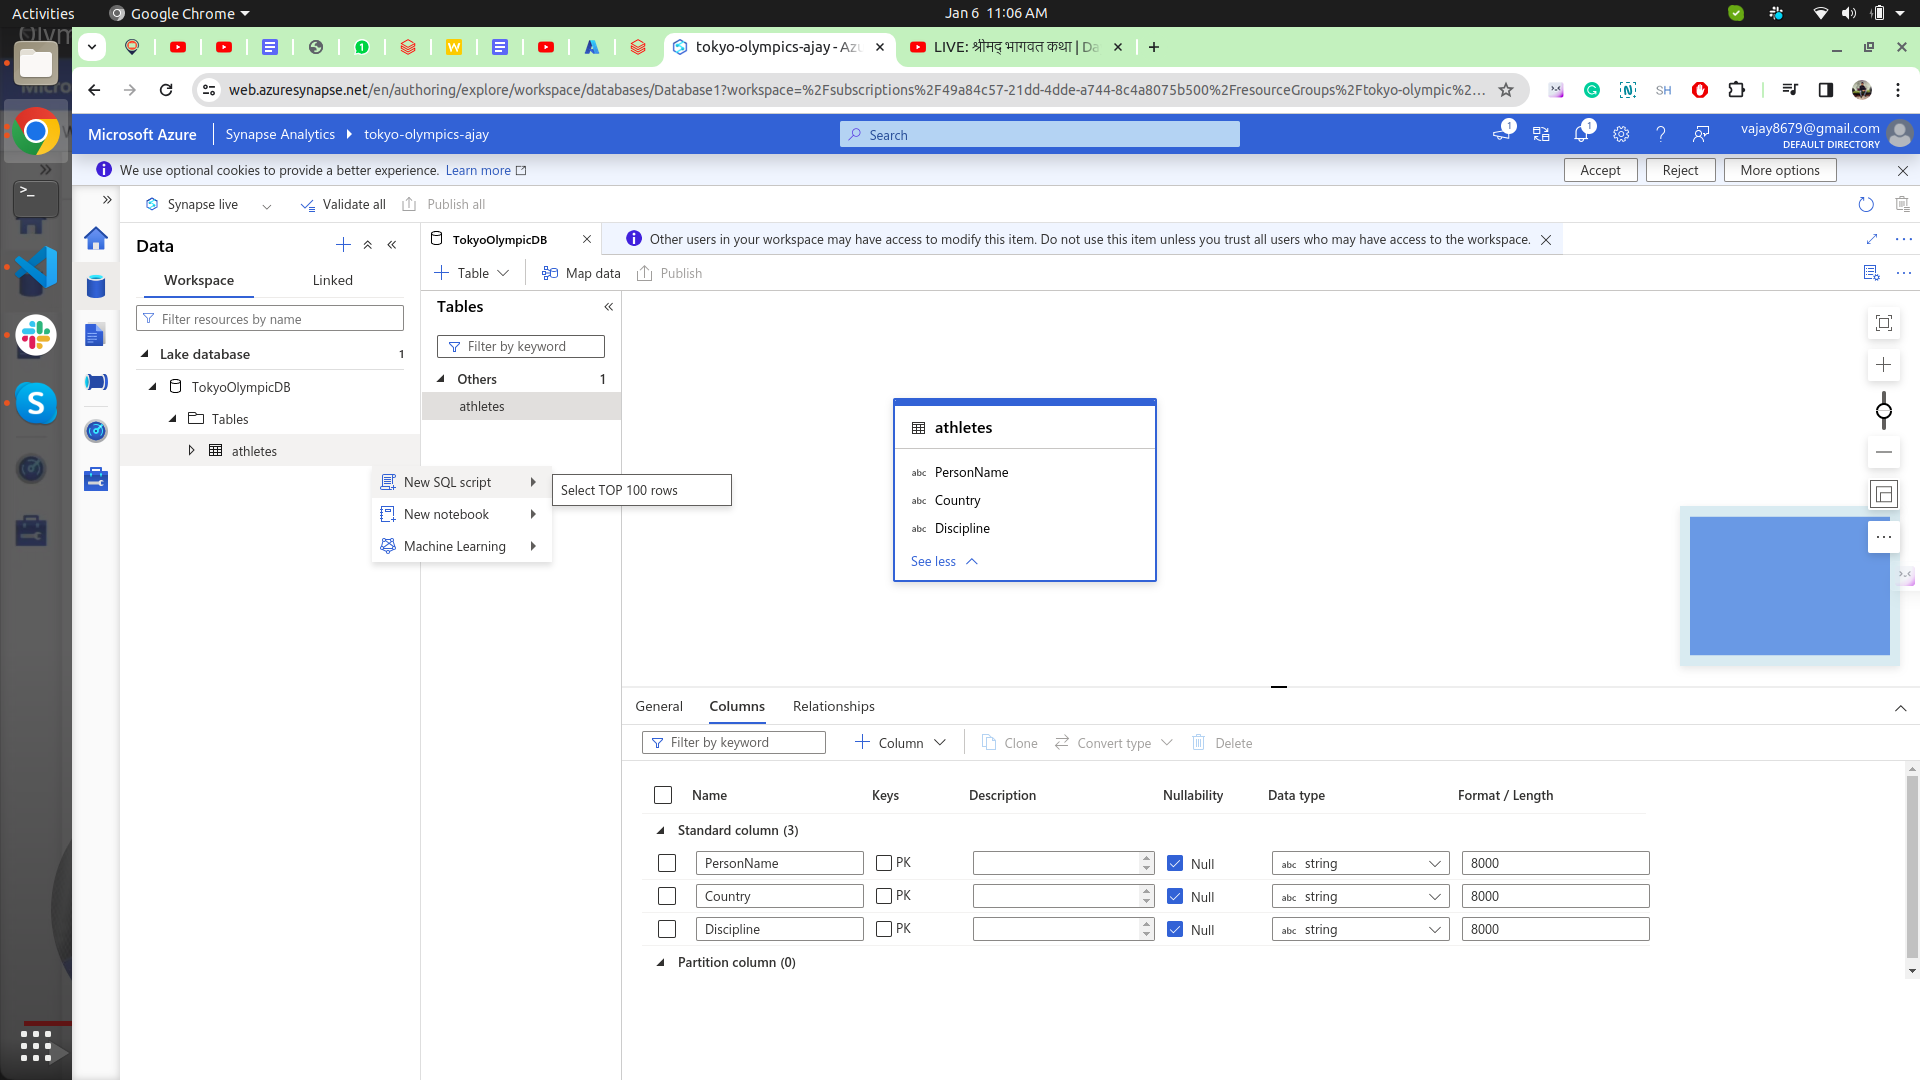 Activities
Google Chrome
Jan 6 11:06 AM
tokyo-olympics-ajay - Azu
LIVE: श्रीमद् भागवत कथा | Da
web.azuresynapse.net/en/authoring/explore/workspace/databases/Database1?workspace=%2Fsubscriptions%2F49a84c57-21dd-4dde-a744-8c4a8075b500%2FresourceGroups%2Ftokyo-olympic%2...
SH
Microsoft Azure
Synapse Analytics
tokyo-olympics-ajay
Search
1
1
vajay8679@gmail.com
DEFAULT DIRECTORY
We use optional cookies to provide a better experience. Learn more
Accept
Reject
More options
Synapse live
Validate all
Publish all
Data
Workspace
Linked
Filter resources by name
Lake database
1
TokyoOlympicDB
Tables
athletes
New SQL script
New notebook
Machine Learning
Select TOP 100 rows
TokyoOlympicDB
Other users in your workspace may have access to modify this item. Do not use this item unless you trust all users who may have access to the workspace.
Table
Map data
Publish
Tables
Filter by keyword
Others
1
athletes
athletes
abc PersonName
abc Country
abc Discipline
See less
General
Columns
Relationships
Filter by keyword
Column
Clone
Convert type
Delete
Name
Keys
Description
Nullability
Data type
Format / Length
Standard column (3)
PersonName
PK
Null
abc string
8000
Country
PK
Null
abc string
8000
Discipline
PK
Null
abc string
8000
Partition column (0)